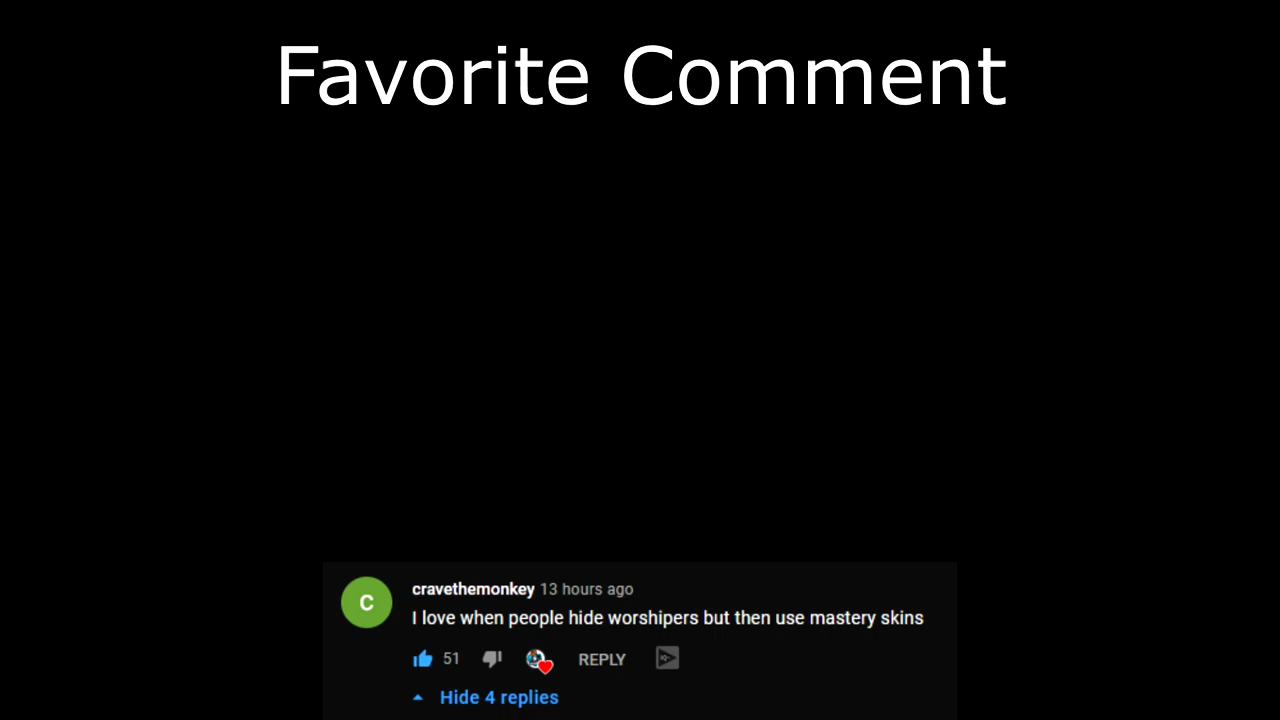 Favorite Comment
C
cravethemonkey 13 hours ago
I love when people hide worshipers but then use mastery skins
51 REPLY
Hide 4 replies